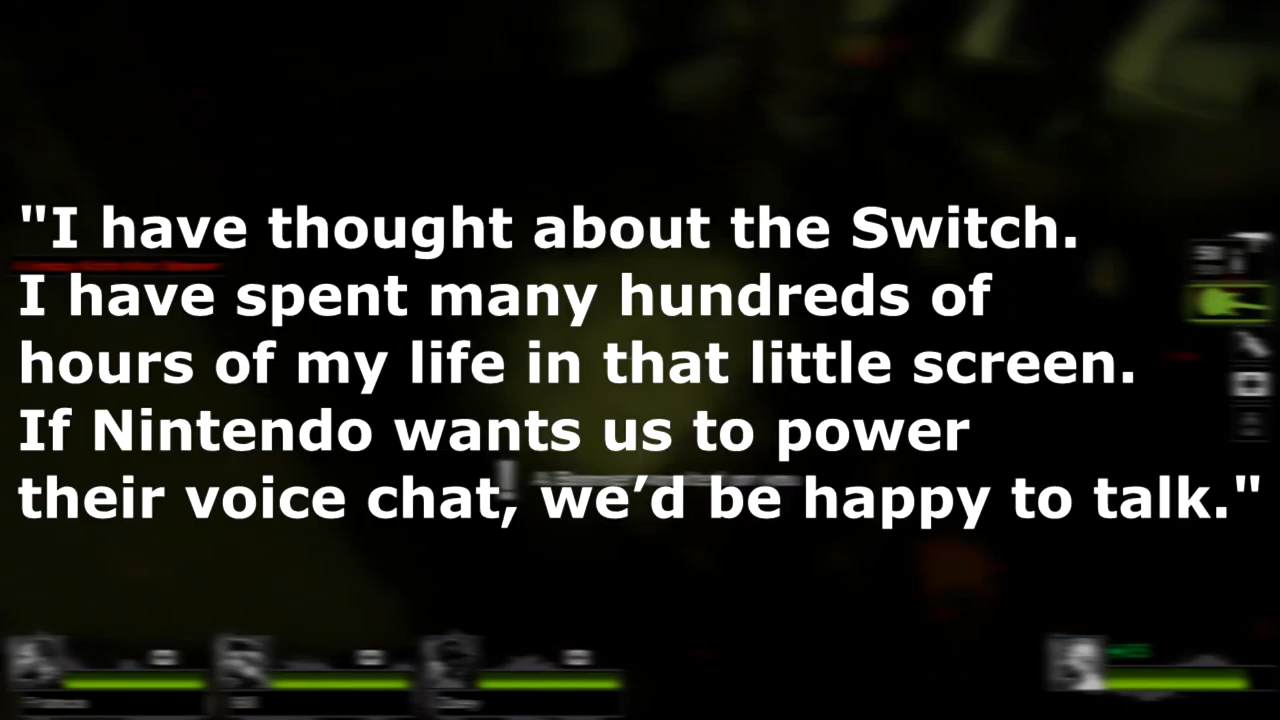 "I have thought about the Switch.
I have spent many hundreds of
hours of my life in that little screen.
If Nintendo wants us to power
their voice chat, we’d be happy to talk."